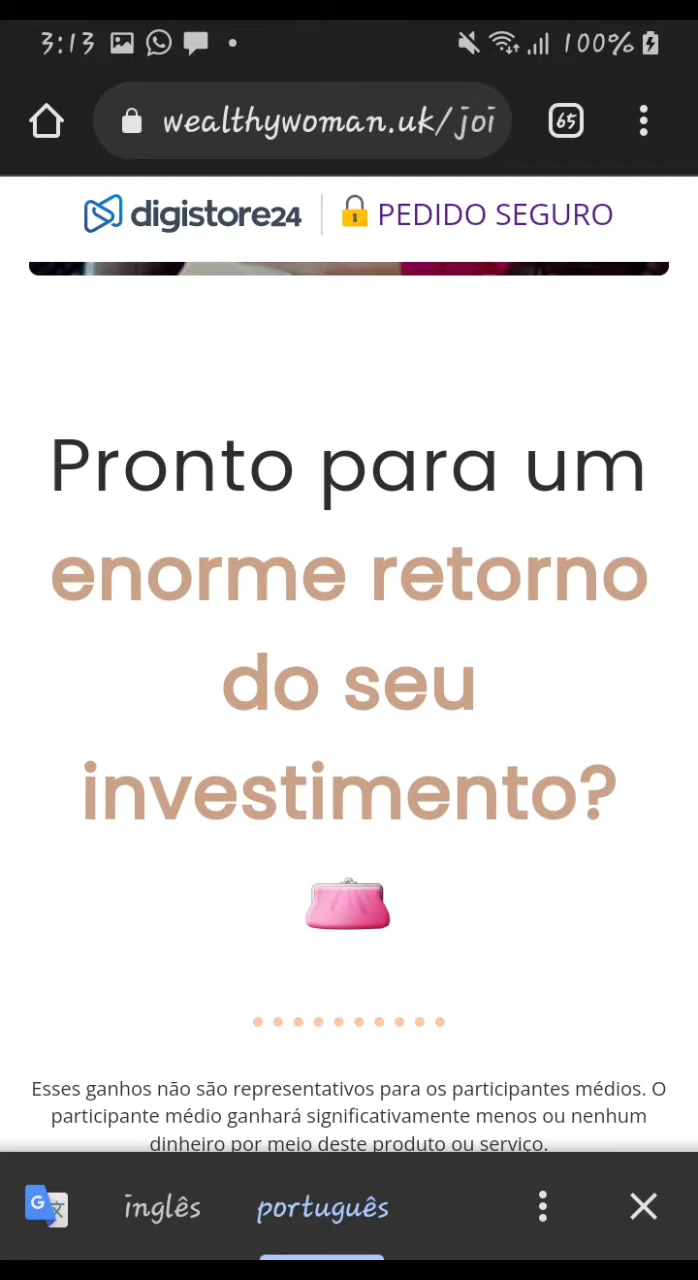 3:13 100%
wealthywoman.uk/joi 65
digistore24 PEDIDO SEGURO
Pronto para um
enorme retorno
do seu
investimento?
Esses ganhos não são representativos para os participantes médios. O
participante médio ganhará significativamente menos ou nenhum
dinheiro por meio deste produto ou serviço.
G inglês português